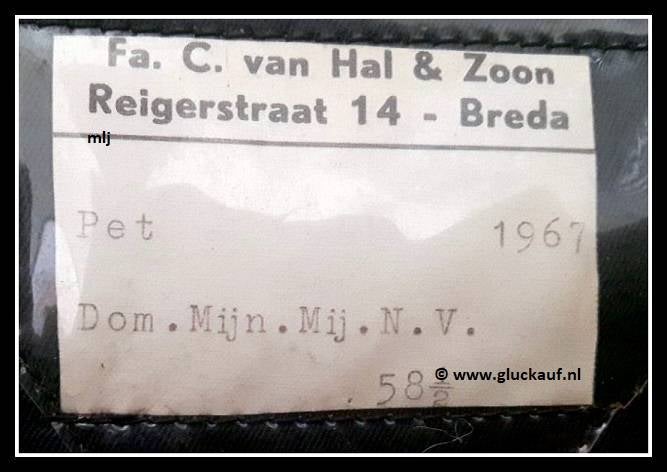 Fa. C. van Hal & Zoon
Reigerstraat 14 - Breda
mlj
Pet 1967
Dom.Mijn.Mij.N.V.
58½
© www.gluckauf.nl